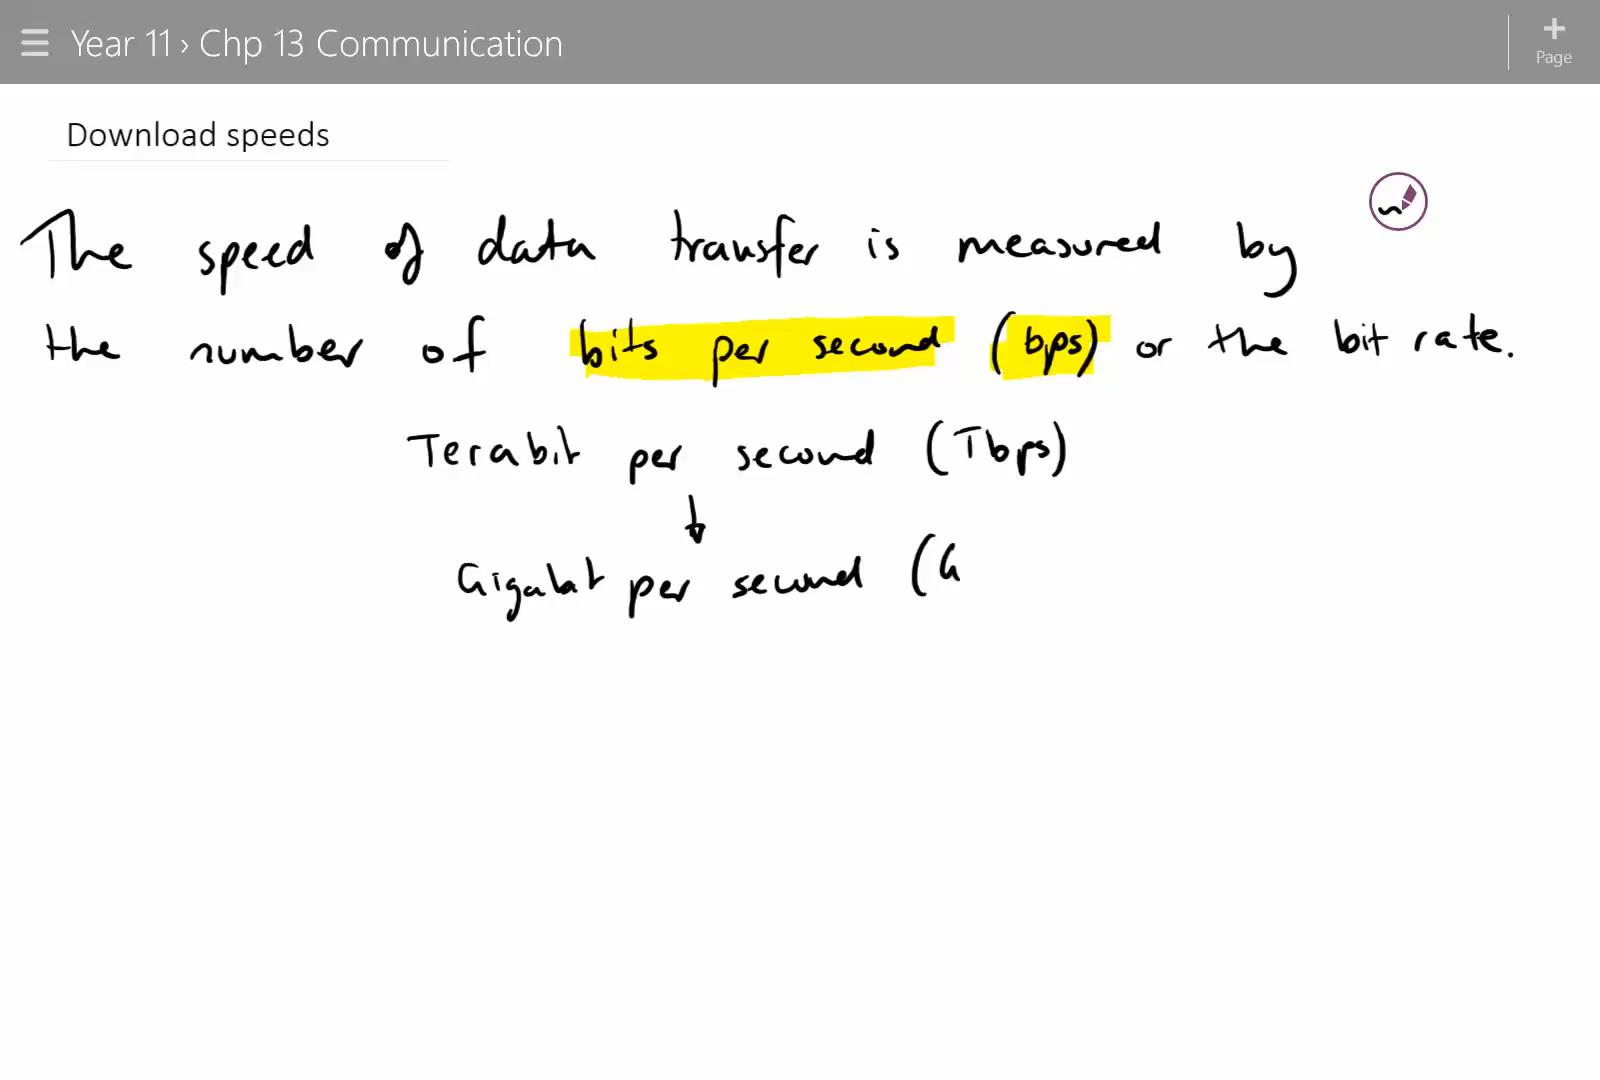 Year 11 › Chp 13 Communication
Page
Download speeds
The speed of data transfer is measured by
the number of bits per second (bps) or the bit rate.
Terabit per second (Tbps)
Gigabit per second (G